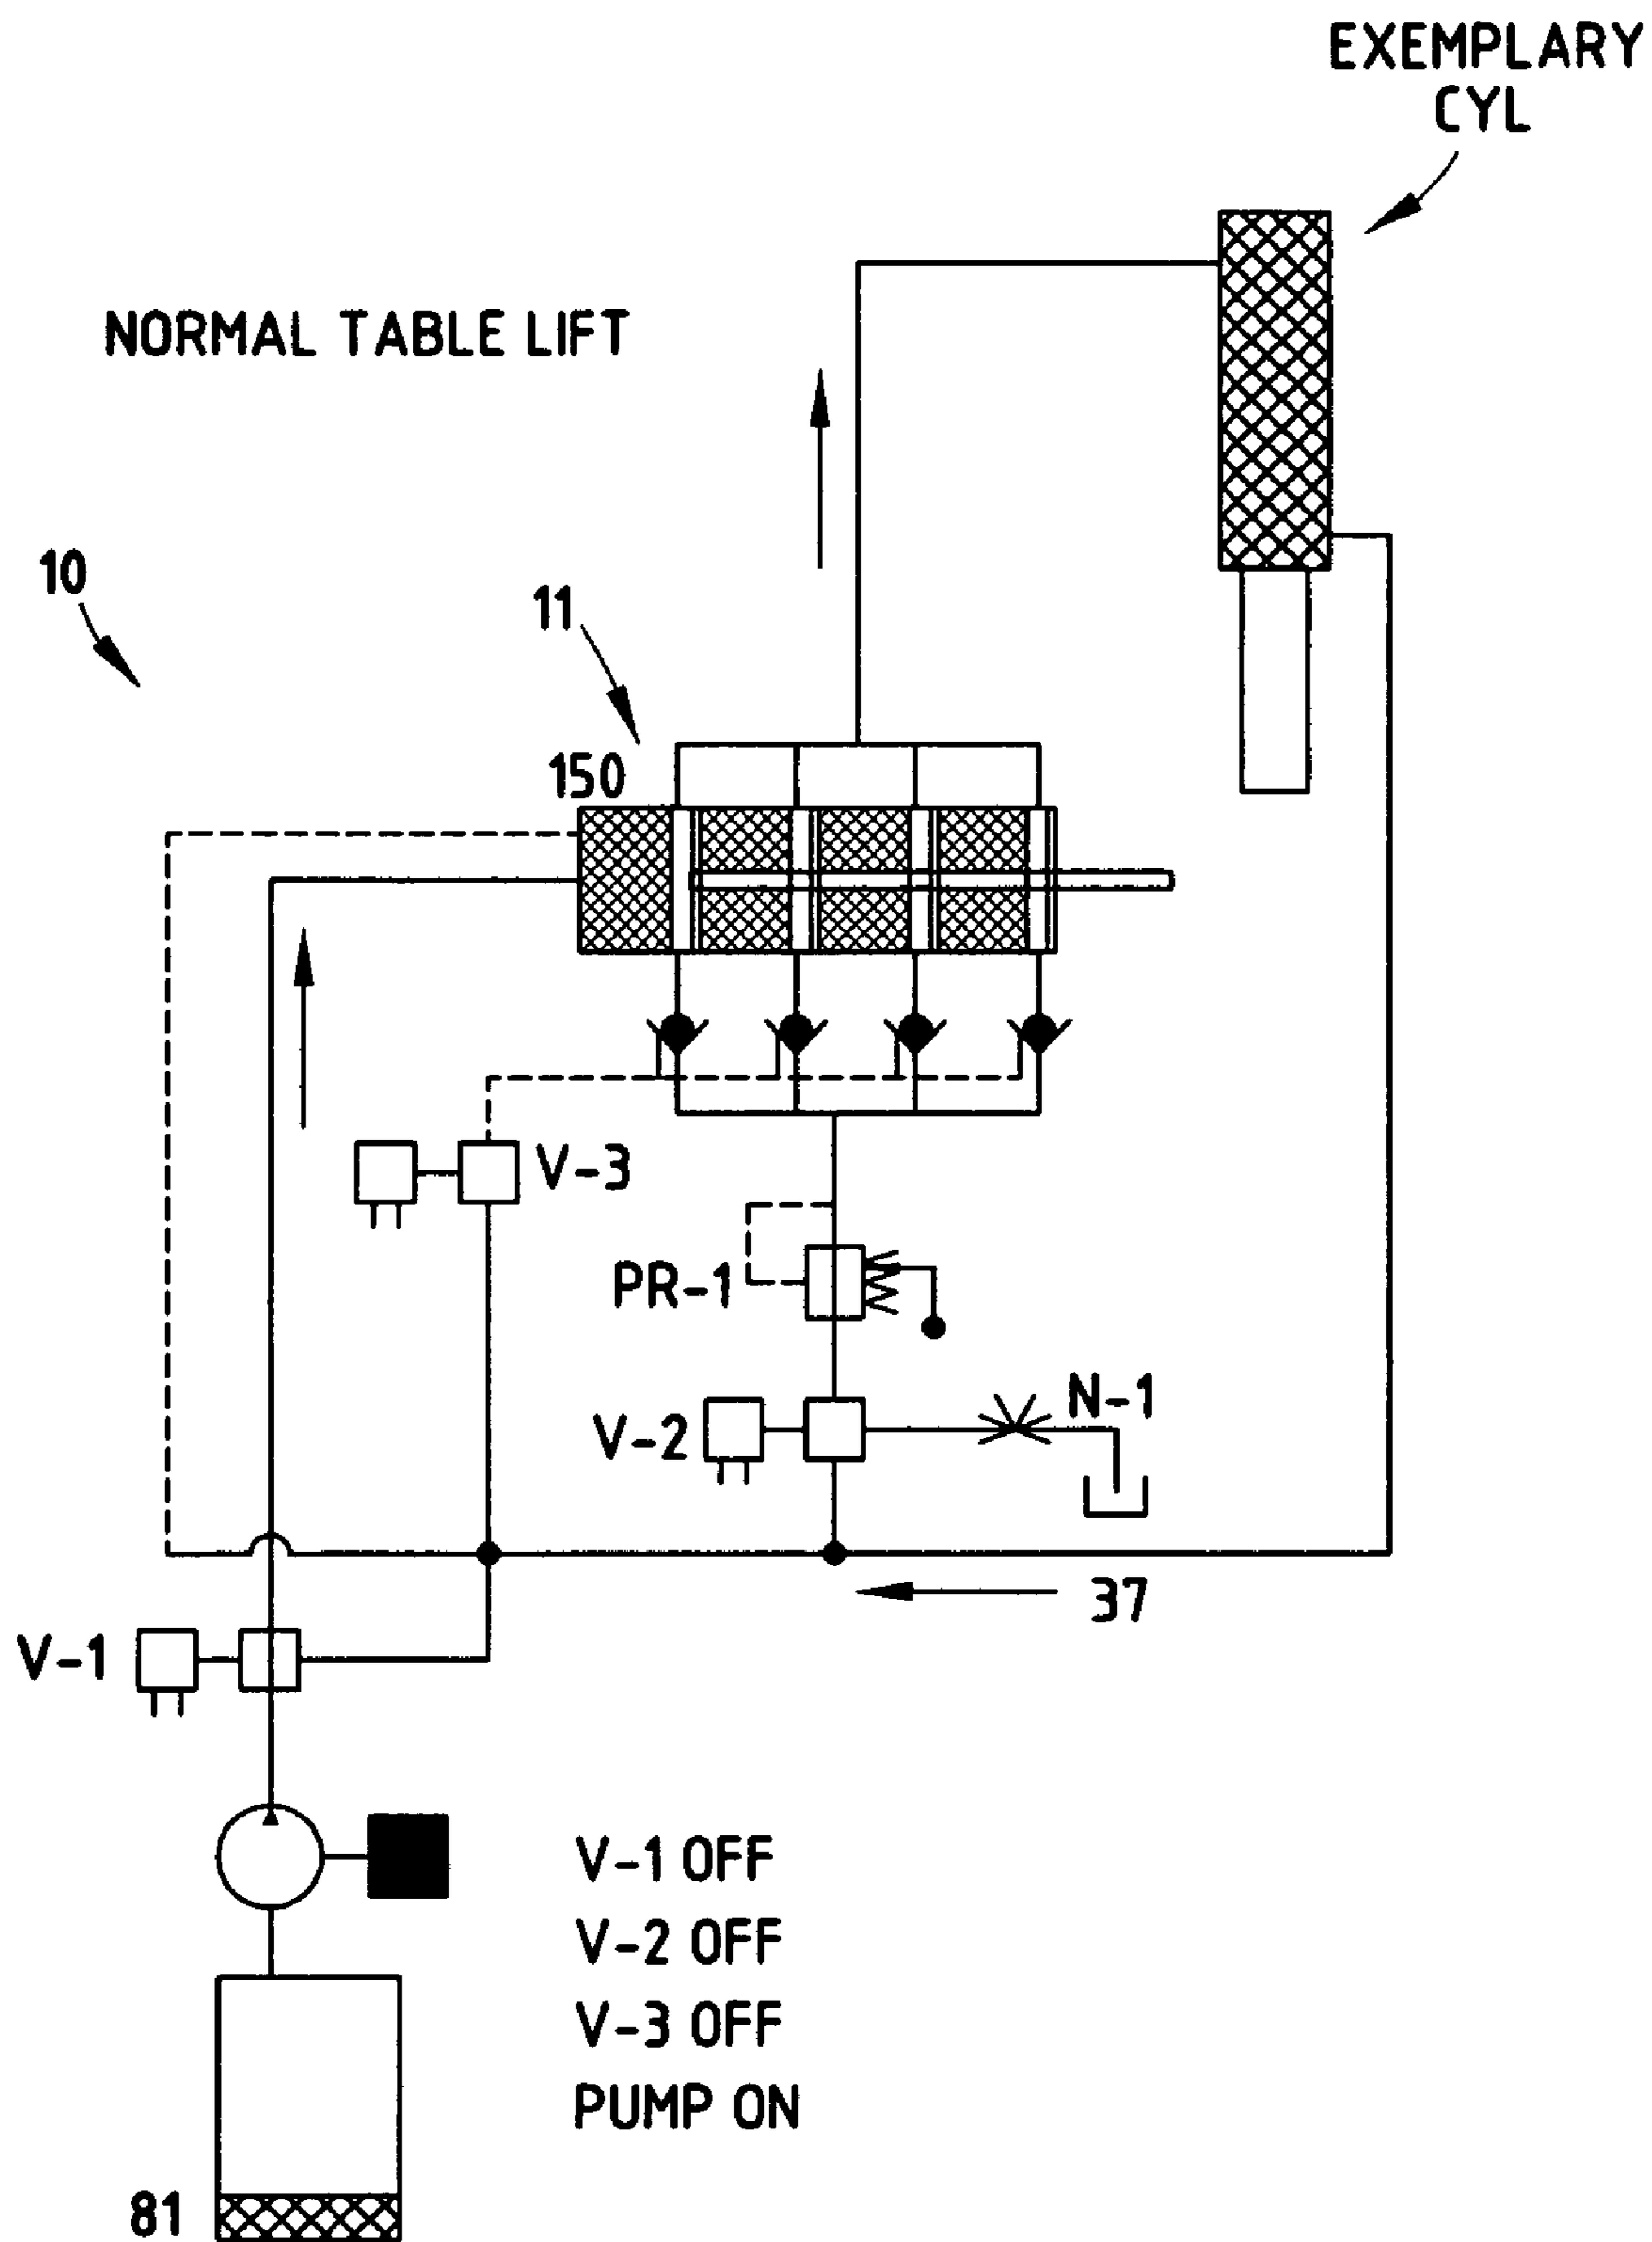 EXEMPLARY
CYL
NORMAL TABLE LIFT
10
11
150
V-3
PR-1
N-1
V-2
37
V-1
V-1 OFF
V-2 OFF
V-3 OFF
PUMP ON
81